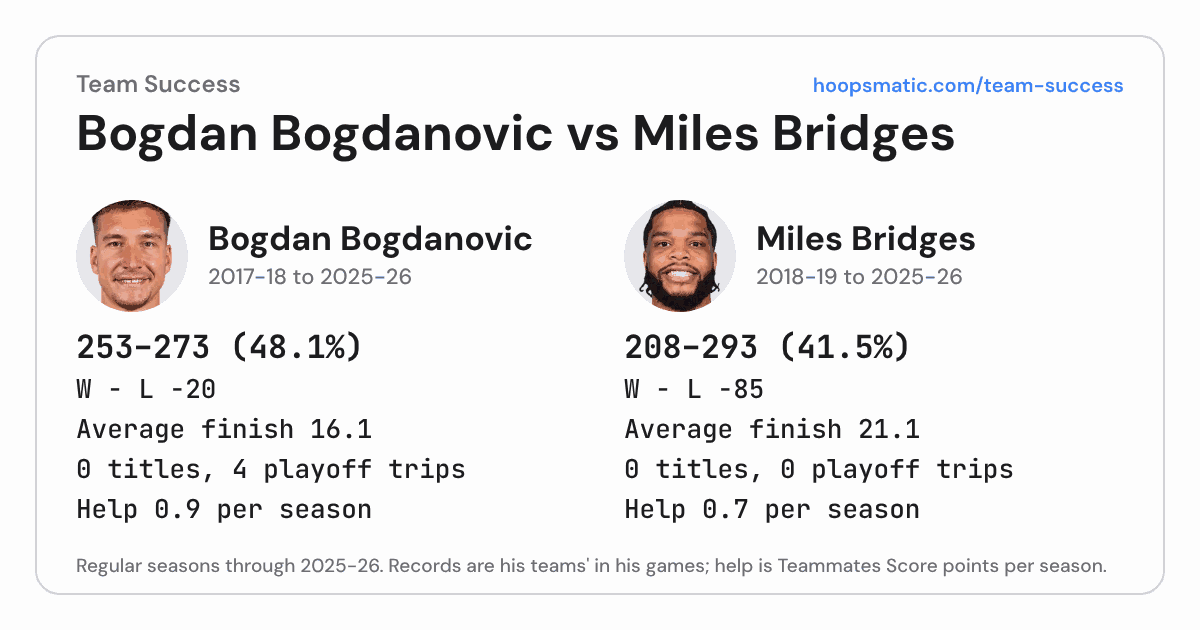 Team Success
hoopsmatic.com/team-success
Bogdan Bogdanovic vs Miles Bridges
Bogdan Bogdanovic
2017-18 to 2025-26
253-273 (48.1%)
W - L -20
Average finish 16.1
0 titles, 4 playoff trips
Help 0.9 per season
Miles Bridges
2018-19 to 2025-26
208-293 (41.5%)
W - L -85
Average finish 21.1
0 titles, 0 playoff trips
Help 0.7 per season
Regular seasons through 2025-26. Records are his teams' in his games; help is Teammates Score points per season.